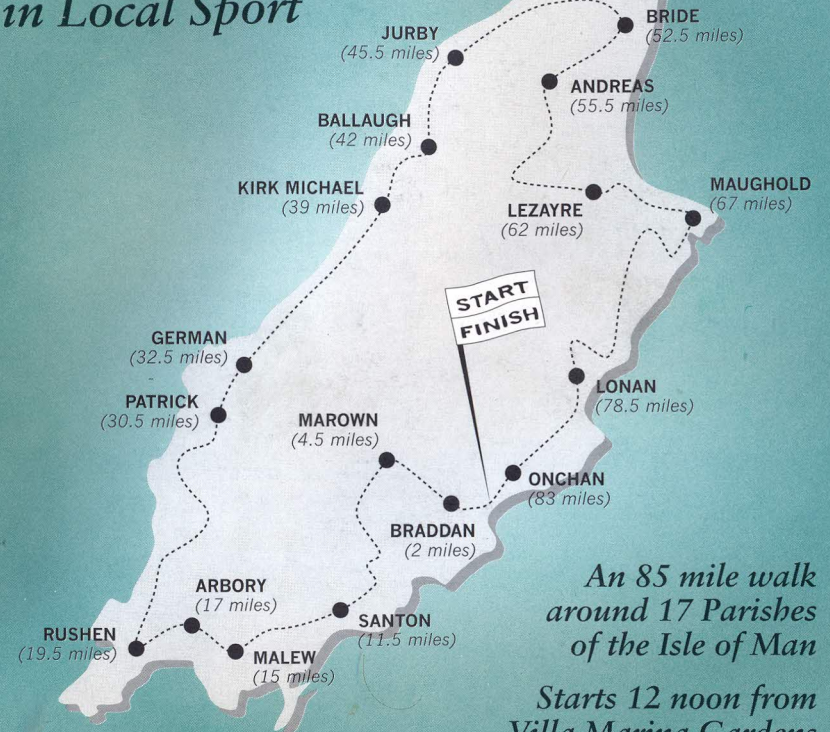 in Local Sport
BRIDE
(52.5 miles)
JURBY
(45.5 miles)
ANDREAS
(55.5 miles)
BALLAUGH
(42 miles)
KIRK MICHAEL
(39 miles)
MAUGHOLD
(67 miles)
LEZAYRE
(62 miles)
START
FINISH
GERMAN
(32.5 miles)
PATRICK
(30.5 miles)
LONAN
(78.5 miles)
MAROWN
(4.5 miles)
ONCHAN
(83 miles)
BRADDAN
(2 miles)
ARBORY
(17 miles)
SANTON
(11.5 miles)
RUSHEN
(19.5 miles)
MALEW
(15 miles)
An 85 mile walk
around 17 Parishes
of the Isle of Man
Starts 12 noon from
Villa Marina Gardens